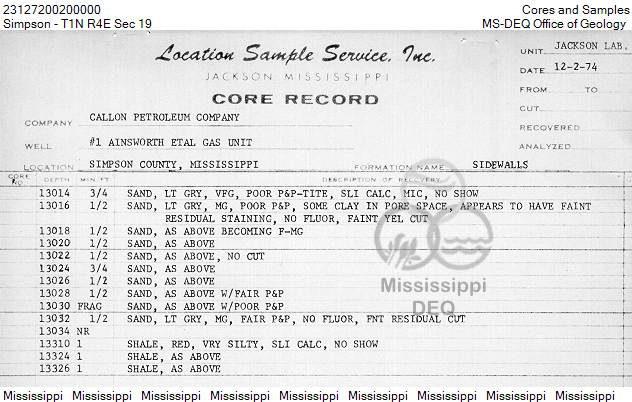 23127200200000 Cores and Samples
Simpson - T1N R4E Sec 19 MS-DEQ Office of Geology
Location Sample Service, Inc.
JACKSON MISSISSIPPI
CORE RECORD
UNIT JACKSON LAB.
DATE 12-2-74
FROM TO
CUT
RECOVERED
ANALYZED
COMPANY CALLON PETROLEUM COMPANY
WELL #1 AINSWORTH ETAL GAS UNIT
LOCATION SIMPSON COUNTY, MISSISSIPPI FORMATION NAME SIDEWALLS
CORE NO. DEPTH MIN/FT DESCRIPTION OF RECOVERY
13014 3/4 SAND, LT GRY, VFG, POOR P&P-TITE, SLI CALC, MIC, NO SHOW
13016 1/2 SAND, LT GRY, MG, POOR P&P, SOME CLAY IN PORE SPACE, APPEARS TO HAVE FAINT
RESIDUAL STAINING, NO FLUOR, FAINT YEL CUT
13018 1/2 SAND, AS ABOVE BECOMING F-MG
13020 1/2 SAND, AS ABOVE
13022 1/2 SAND, AS ABOVE, NO CUT
13024 3/4 SAND, AS ABOVE
13026 1/2 SAND, AS ABOVE
13028 1/2 SAND, AS ABOVE W/FAIR P&P
13030 FRAG SAND, AS ABOVE W/POOR P&P
13032 1/2 SAND, LT GRY, MG, FAIR P&P, NO FLUOR, FNT RESIDUAL CUT
13034 NR
13310 1 SHALE, RED, VRY SILTY, SLI CALC, NO SHOW
13324 1 SHALE, AS ABOVE
13326 1 SHALE, AS ABOVE
Mississippi
DEQ
Mississippi Mississippi Mississippi Mississippi Mississippi Mississippi Mississippi Mississippi Mississippi